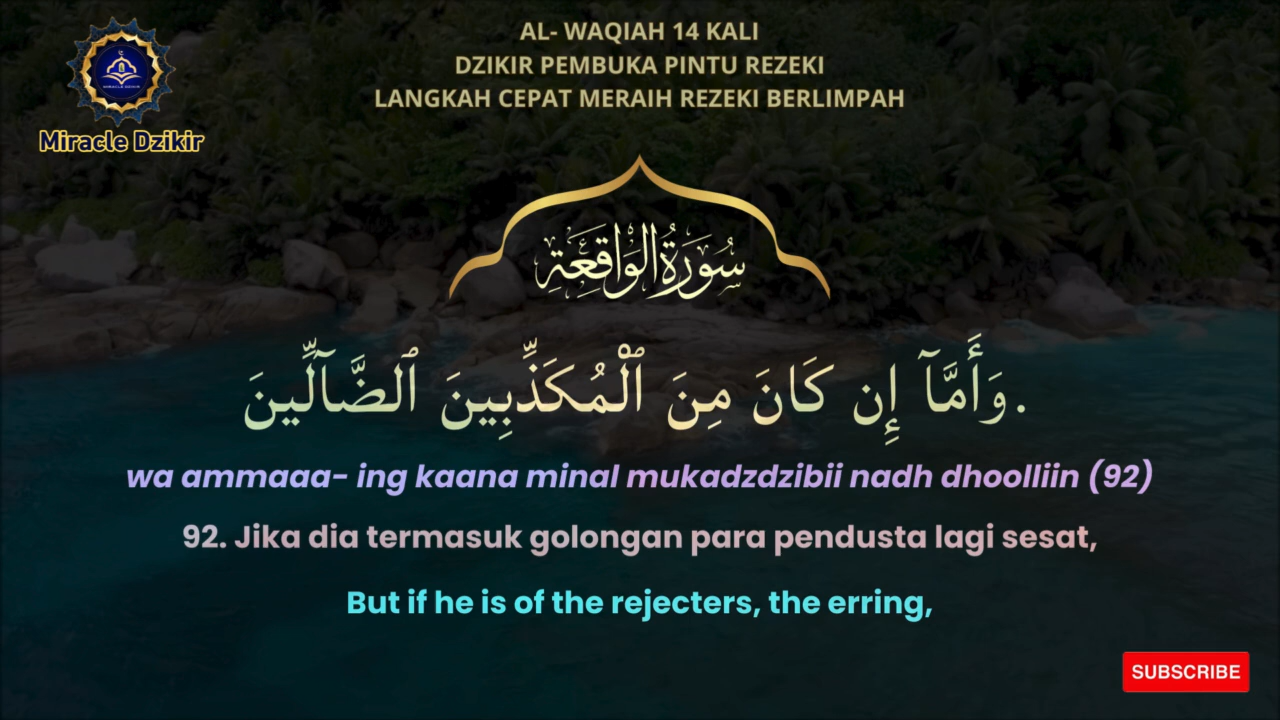 AL- WAQIAH 14 KALI
DZIKIR PEMBUKA PINTU REZEKI
LANGKAH CEPAT MERAIH REZEKI BERLIMPAH
MIRACLE DZIKIR
Miracle Dzikir
سُورَةُ الوَاقِعَةِ
وَأَمَّآ إِن كَانَ مِنَ ٱلْمُكَذِّبِينَ ٱلضَّآلِّينَ.
wa ammaaa- ing kaana minal mukadzdzibii nadh dhoolliin (92)
92. Jika dia termasuk golongan para pendusta lagi sesat,
But if he is of the rejecters, the erring,
SUBSCRIBE